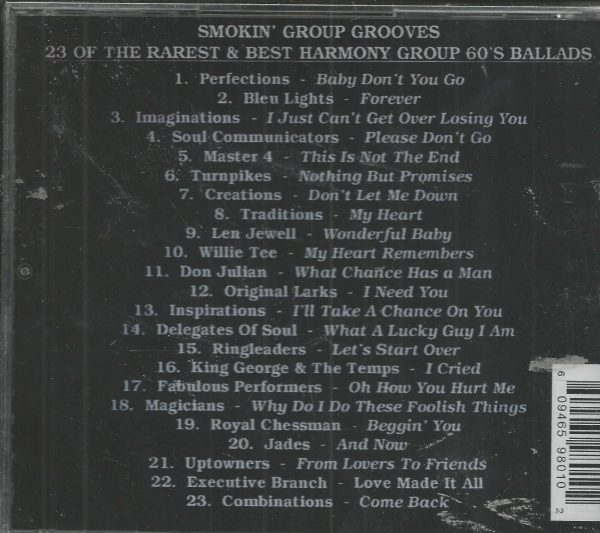 SMOKIN' GROUP GROOVES
23 OF THE RAREST & BEST HARMONY GROUP 60'S BALLADS
1. Perfections - Baby Don't You Go
2. Bleu Lights - Forever
3. Imaginations - I Just Can't Get Over Losing You
4. Soul Communicators - Please Don't Go
5. Master 4 - This Is Not The End
6. Turnpikes - Nothing But Promises
7. Creations - Don't Let Me Down
8. Traditions - My Heart
9. Len Jewell - Wonderful Baby
10. Willie Tee - My Heart Remembers
11. Don Julian - What Chance Has a Man
12. Original Larks - I Need You
13. Inspirations - I'll Take A Chance On You
14. Delegates Of Soul - What A Lucky Guy I Am
15. Ringleaders - Let's Start Over
16. King George & The Temps - I Cried
17. Fabulous Performers - Oh How You Hurt Me
18. Magicians - Why Do I Do These Foolish Things
19. Royal Chessman - Beggin' You
20. Jades - And Now
21. Uptowners - From Lovers To Friends
22. Executive Branch - Love Made It All
23. Combinations - Come Back
6 09465 98010 2